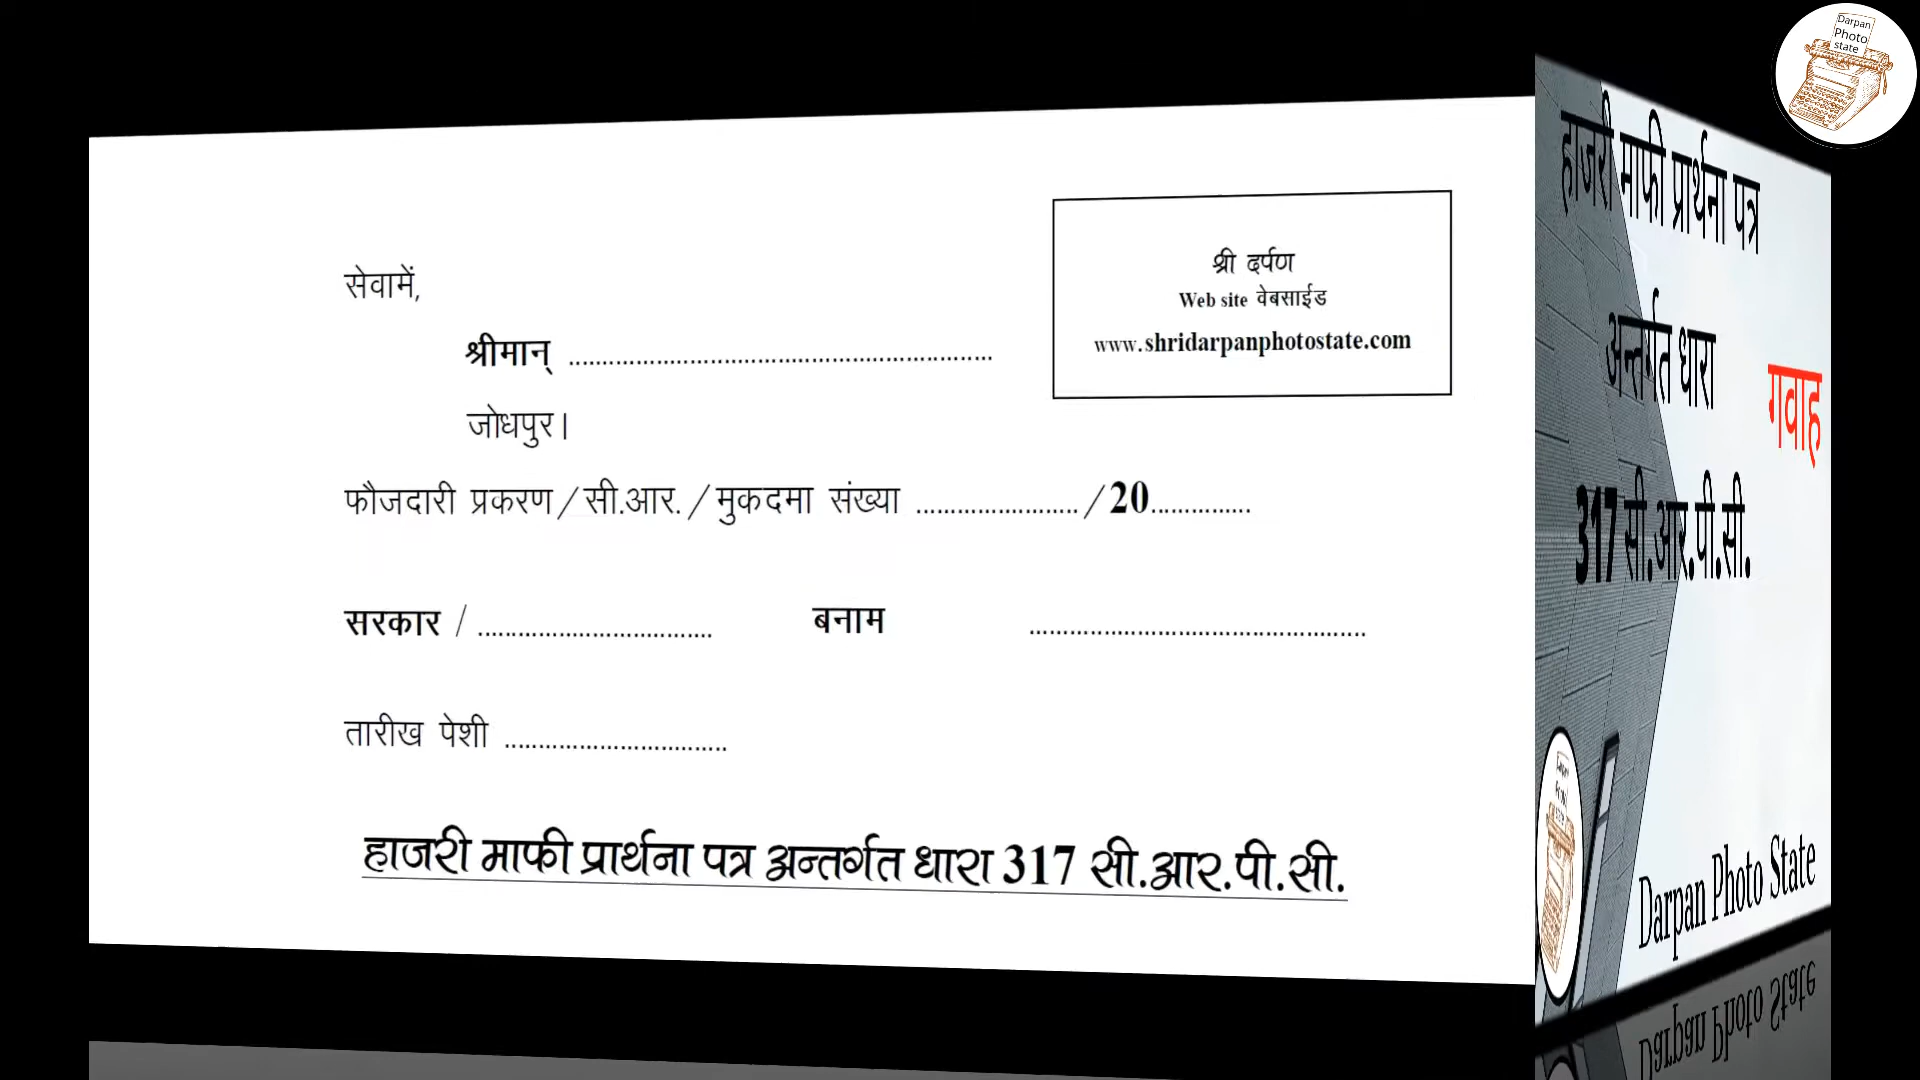 सेवामें,
श्रीमान् ................................................................
जोधपुर।
श्री दर्पण
Web site वेबसाईड
www.shridarpanphotostate.com
फौजदारी प्रकरण/सी.आर./मुकदमा संख्या ........................ /20...............
सरकार / ................................... बनाम ..................................................
तारीख पेशी .................................
हाजरी माफी प्रार्थना पत्र अन्तर्गत धारा 317 सी.आर.पी.सी.
हाजरी माफी प्रार्थना पत्र
अन्तर्गत धारा
गवाह
317 सी.आर.पी.सी.
Darpan Photo State
Darpan
Photo
state